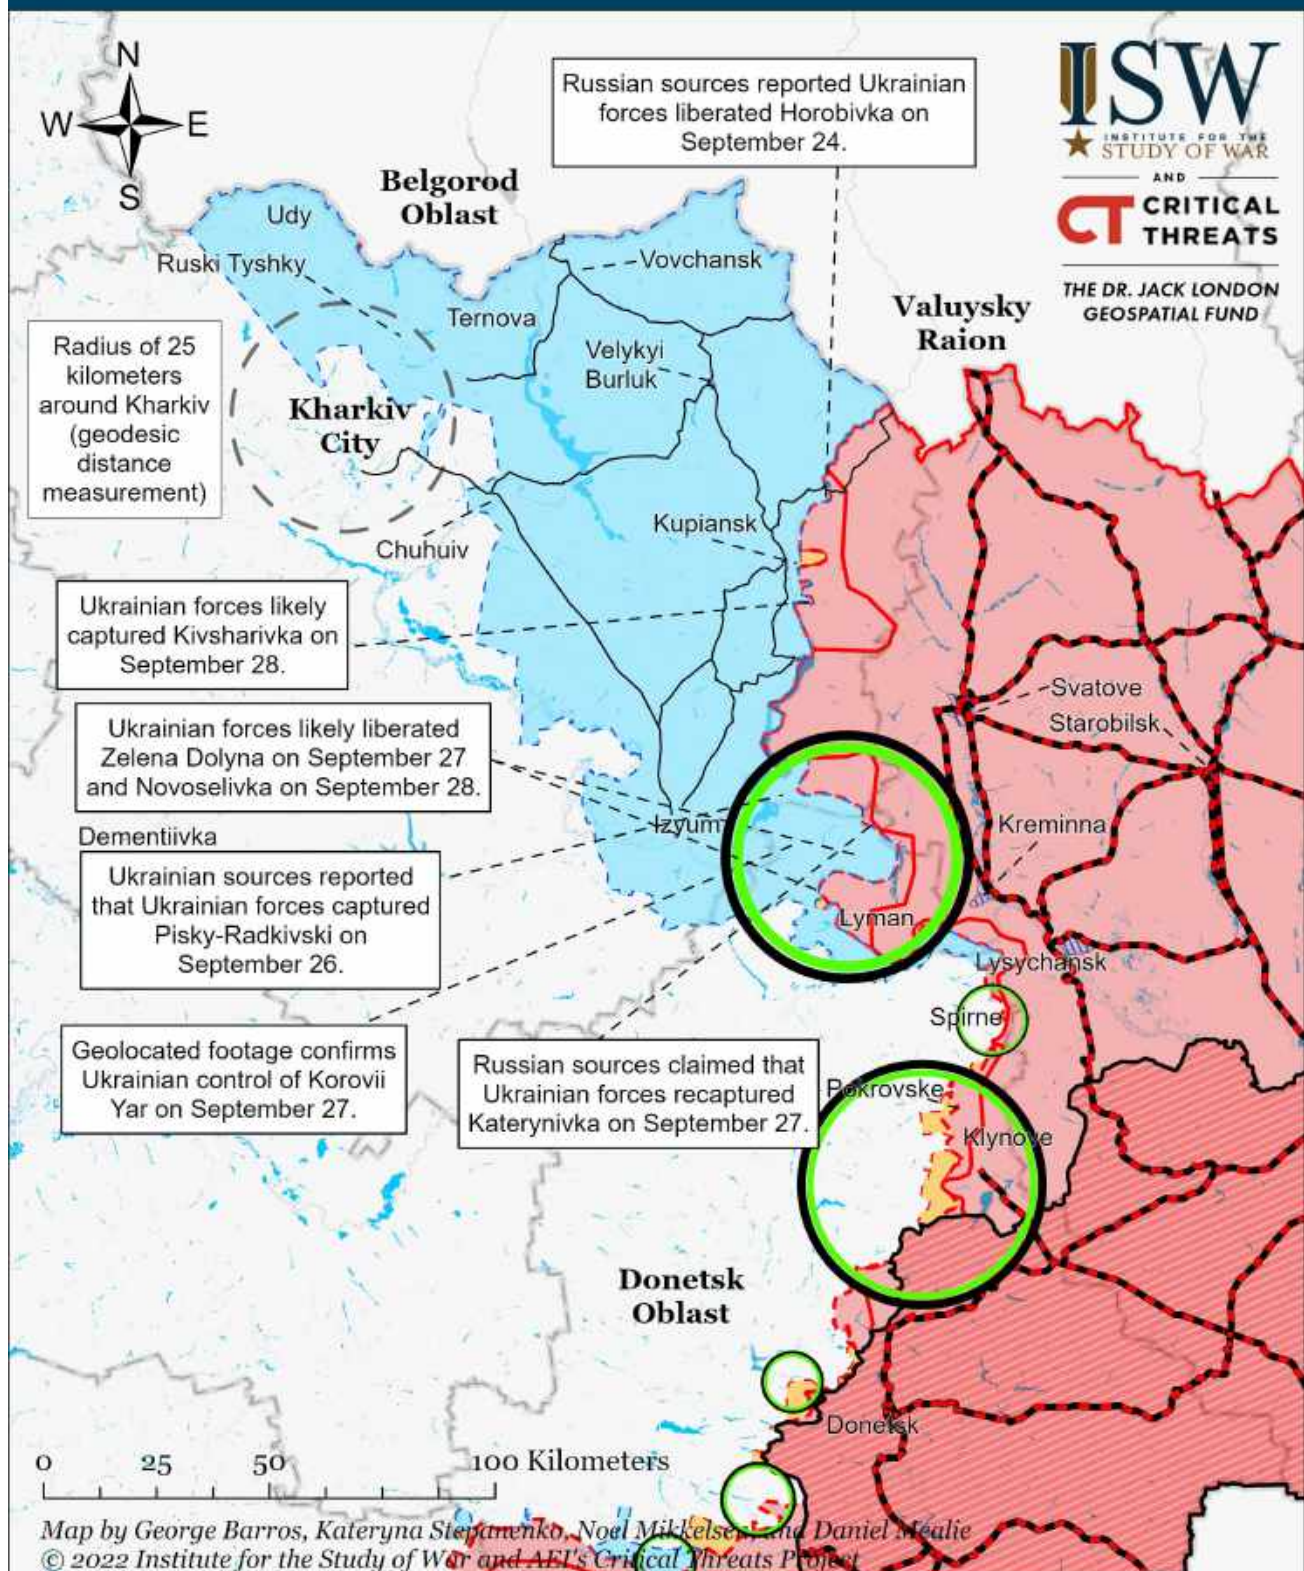 N
W E
S
Russian sources reported Ukrainian
forces liberated Horobivka on
September 24.
ISW
INSTITUTE FOR THE
STUDY OF WAR
AND
CT CRITICAL
THREATS
THE DR. JACK LONDON
GEOSPATIAL FUND
Belgorod
Oblast
Udy
Ruski Tyshky
Vovchansk
Ternova
Valuysky
Raion
Velykyi
Burluk
Radius of 25
kilometers
around Kharkiv
(geodesic
distance
measurement)
Kharkiv
City
Kupiansk
Chuhuiv
Ukrainian forces likely
captured Kivsharivka on
September 28.
Svatove
Starobilsk
Ukrainian forces likely liberated
Zelena Dolyna on September 27
and Novoselivka on September 28.
Izyum
Kreminna
Dementiivka
Ukrainian sources reported
that Ukrainian forces captured
Pisky-Radkivski on
September 26.
Lyman
Lysychansk
Spirne
Geolocated footage confirms
Ukrainian control of Korovii
Yar on September 27.
Russian sources claimed that
Ukrainian forces recaptured
Katerynivka on September 27.
Pokrovske
Klynove
Donetsk
Oblast
Donetsk
0 25 50 100 Kilometers
Map by George Barros, Kateryna Stepanenko, Noel Mikkelsen, and Daniel Mealie
© 2022 Institute for the Study of War and AEI's Critical Threats Project